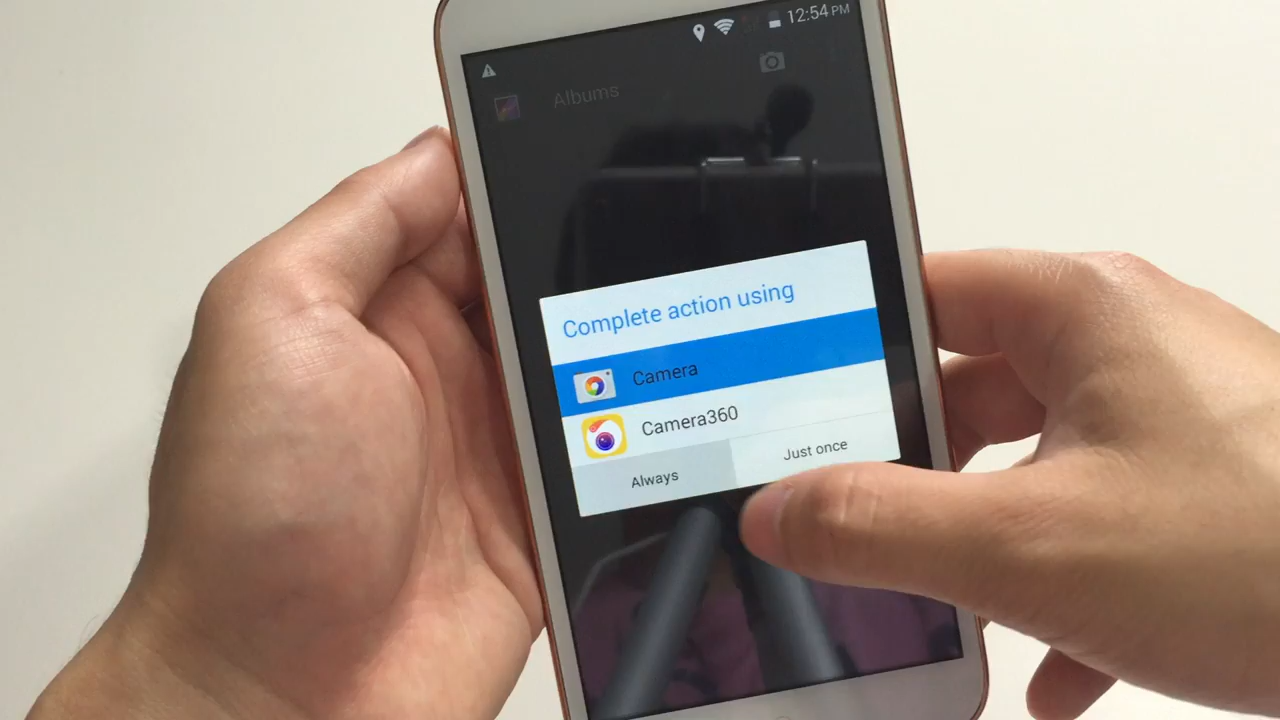 12:54 PM
Albums
Complete action using
Camera
Camera360
Always
Just once